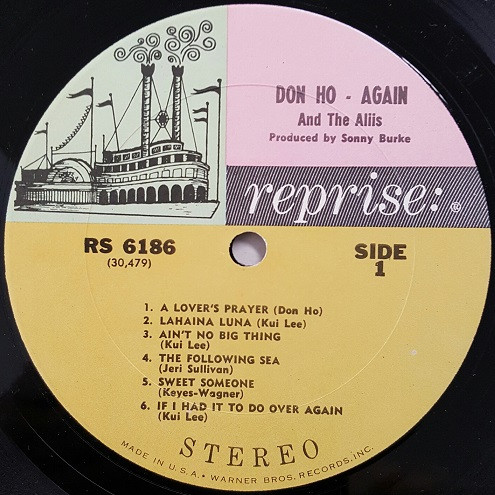 DON HO - AGAIN
And The Aliis
Produced by Sonny Burke
reprise: ®
RS 6186
(30,479)
SIDE
1
1. A LOVER'S PRAYER (Don Ho)
2. LAHAINA LUNA (Kui Lee)
3. AIN'T NO BIG THING
(Kui Lee)
4. THE FOLLOWING SEA
(Jeri Sullivan)
5. SWEET SOMEONE
(Keyes-Wagner)
6. IF I HAD IT TO DO OVER AGAIN
(Kui Lee)
STEREO
MADE IN U.S.A. • WARNER BROS. RECORDS, INC.